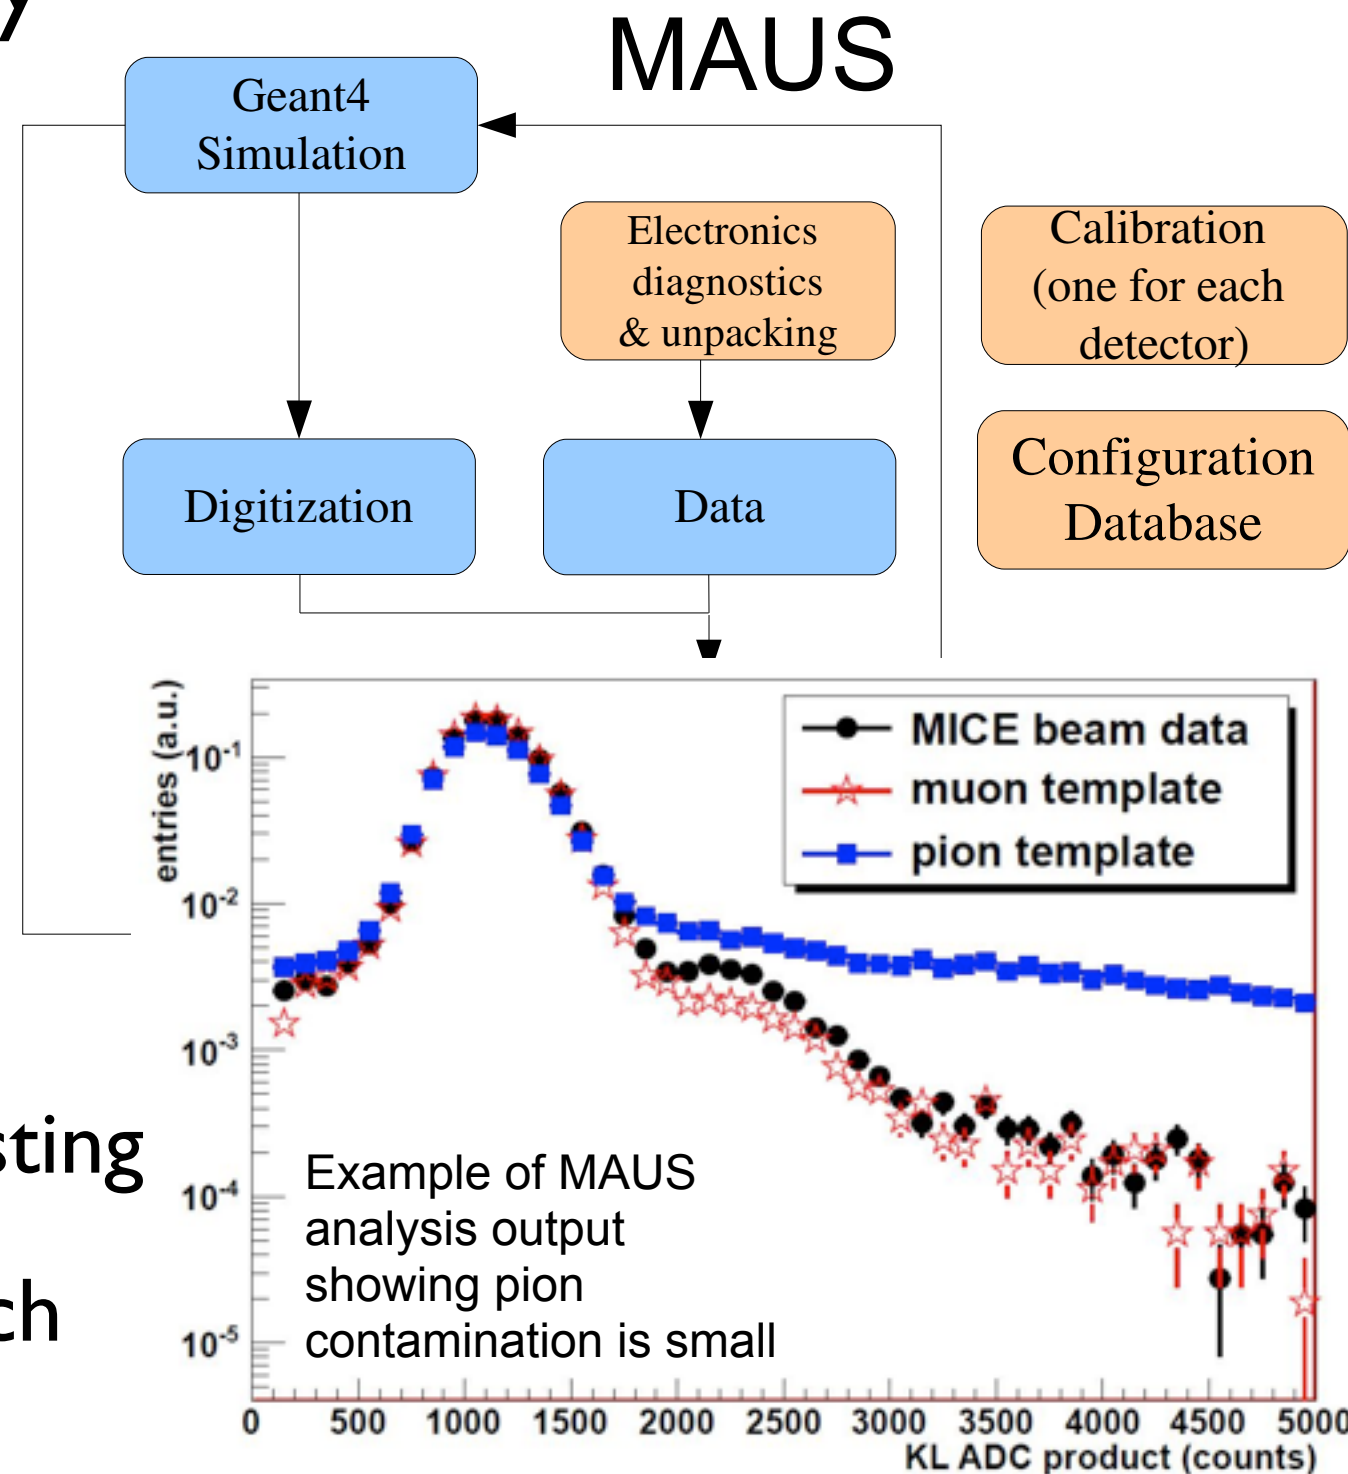 y
MAUS
Geant4
Simulation
Electronics
diagnostics
& unpacking
Calibration
(one for each
detector)
Digitization
Data
Configuration
Database
entries (a.u.)
10-1
10-2
10-3
10-4
10-5
MICE beam data
muon template
pion template
sting
ch
Example of MAUS
analysis output
showing pion
contamination is small
0 500 1000 1500 2000 2500 3000 3500 4000 4500 5000
KL ADC product (counts)